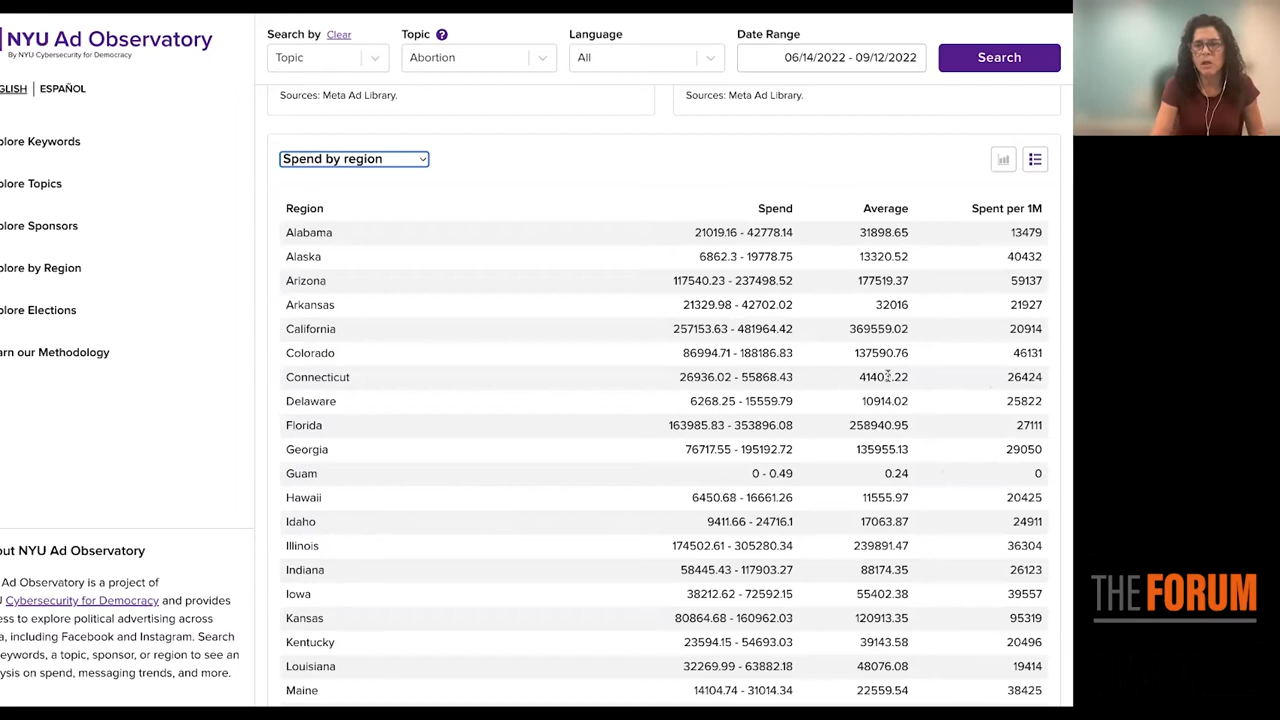 NYU Ad Observatory
By NYU Cybersecurity for Democracy
GLISH ESPAÑOL
plore Keywords
plore Topics
plore Sponsors
plore by Region
plore Elections
arn our Methodology
out NYU Ad Observatory
Ad Observatory is a project of
U Cybersecurity for Democracy and provides
ess to explore political advertising across
a, including Facebook and Instagram. Search
eywords, a topic, sponsor, or region to see an
ysis on spend, messaging trends, and more.
Search by Clear Topic ? Language Date Range
Topic Abortion All 06/14/2022 - 09/12/2022 Search
Sources: Meta Ad Library. Sources: Meta Ad Library.
Spend by region
Region Spend Average Spent per 1M
Alabama 21019.16 - 42778.14 31898.65 13479
Alaska 6862.3 - 19778.75 13320.52 40432
Arizona 117540.23 - 237498.52 177519.37 59137
Arkansas 21329.98 - 42702.02 32016 21927
California 257153.63 - 481964.42 369559.02 20914
Colorado 86994.71 - 188186.83 137590.76 46131
Connecticut 26936.02 - 55868.43 26424
Delaware 6268.25 - 15559.79 10914.02 25822
Florida 163985.83 - 353896.08 258940.95 27111
Georgia 76717.55 - 195192.72 135955.13 29050
Guam 0 - 0.49 0.24 0
Hawaii 6450.68 - 16661.26 11555.97 20425
Idaho 9411.66 - 24716.1 17063.87 24911
Illinois 174502.61 - 305280.34 239891.47 36304
Indiana 58445.43 - 117903.27 88174.35 26123
Iowa 38212.62 - 72592.15 55402.38 39557
Kansas 80864.68 - 160962.03 120913.35 95319
Kentucky 23594.15 - 54693.03 39143.58 20496
Louisiana 32269.99 - 63882.18 48076.08 19414
Maine 14104.74 - 31014.34 22559.54 38425
THE FORUM